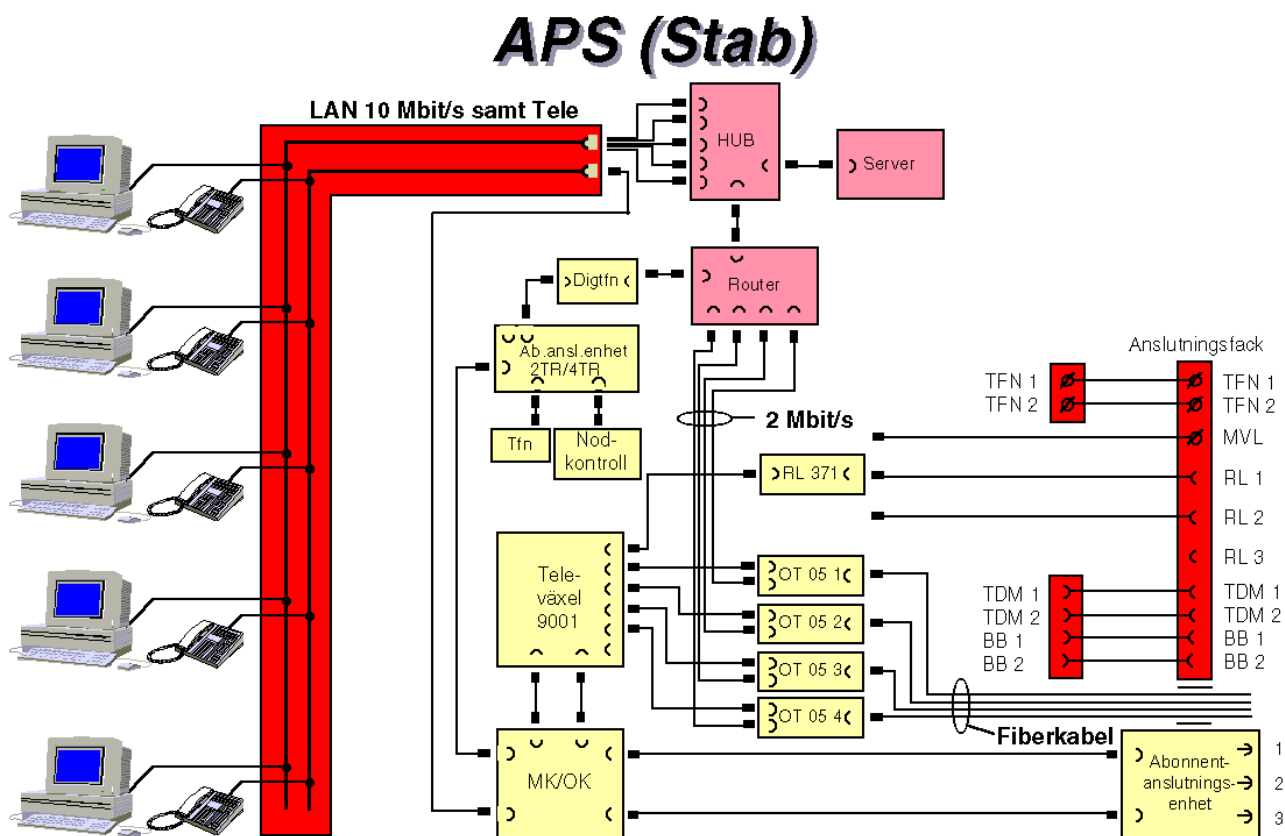 APS (Stab)
LAN 10 Mbit/s samt Tele
HUB
Server
Digtfn
Router
Ab.ansl.enhet
2TR/4TR
Tfn
Nod-
kontroll
2 Mbit/s
Anslutningsfack
TFN 1
TFN 2
TFN 1
TFN 2
MVL
RL 1
RL 2
RL 3
RL 371
Tele-
växel
9001
OT 05 1
OT 05 2
OT 05 3
OT 05 4
TDM 1
TDM 2
BB 1
BB 2
TDM 1
TDM 2
BB 1
BB 2
Fiberkabel
MK/OK
Abonnent-
anslutnings-
enhet
1
2
3